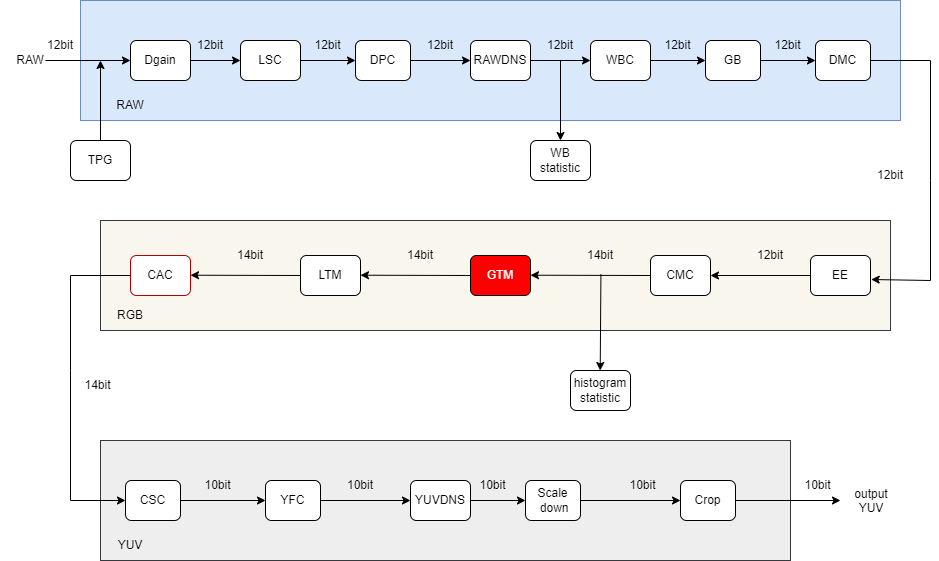 12bit
RAW
Dgain
12bit
LSC
12bit
DPC
12bit
RAWDNS
12bit
WBC
12bit
GB
12bit
DMC
RAW
TPG
WB
statistic
12bit
EE
12bit
CMC
14bit
GTM
14bit
LTM
14bit
CAC
RGB
histogram
statistic
14bit
CSC
10bit
YFC
10bit
YUVDNS
10bit
Scale
down
10bit
Crop
10bit
output
YUV
YUV